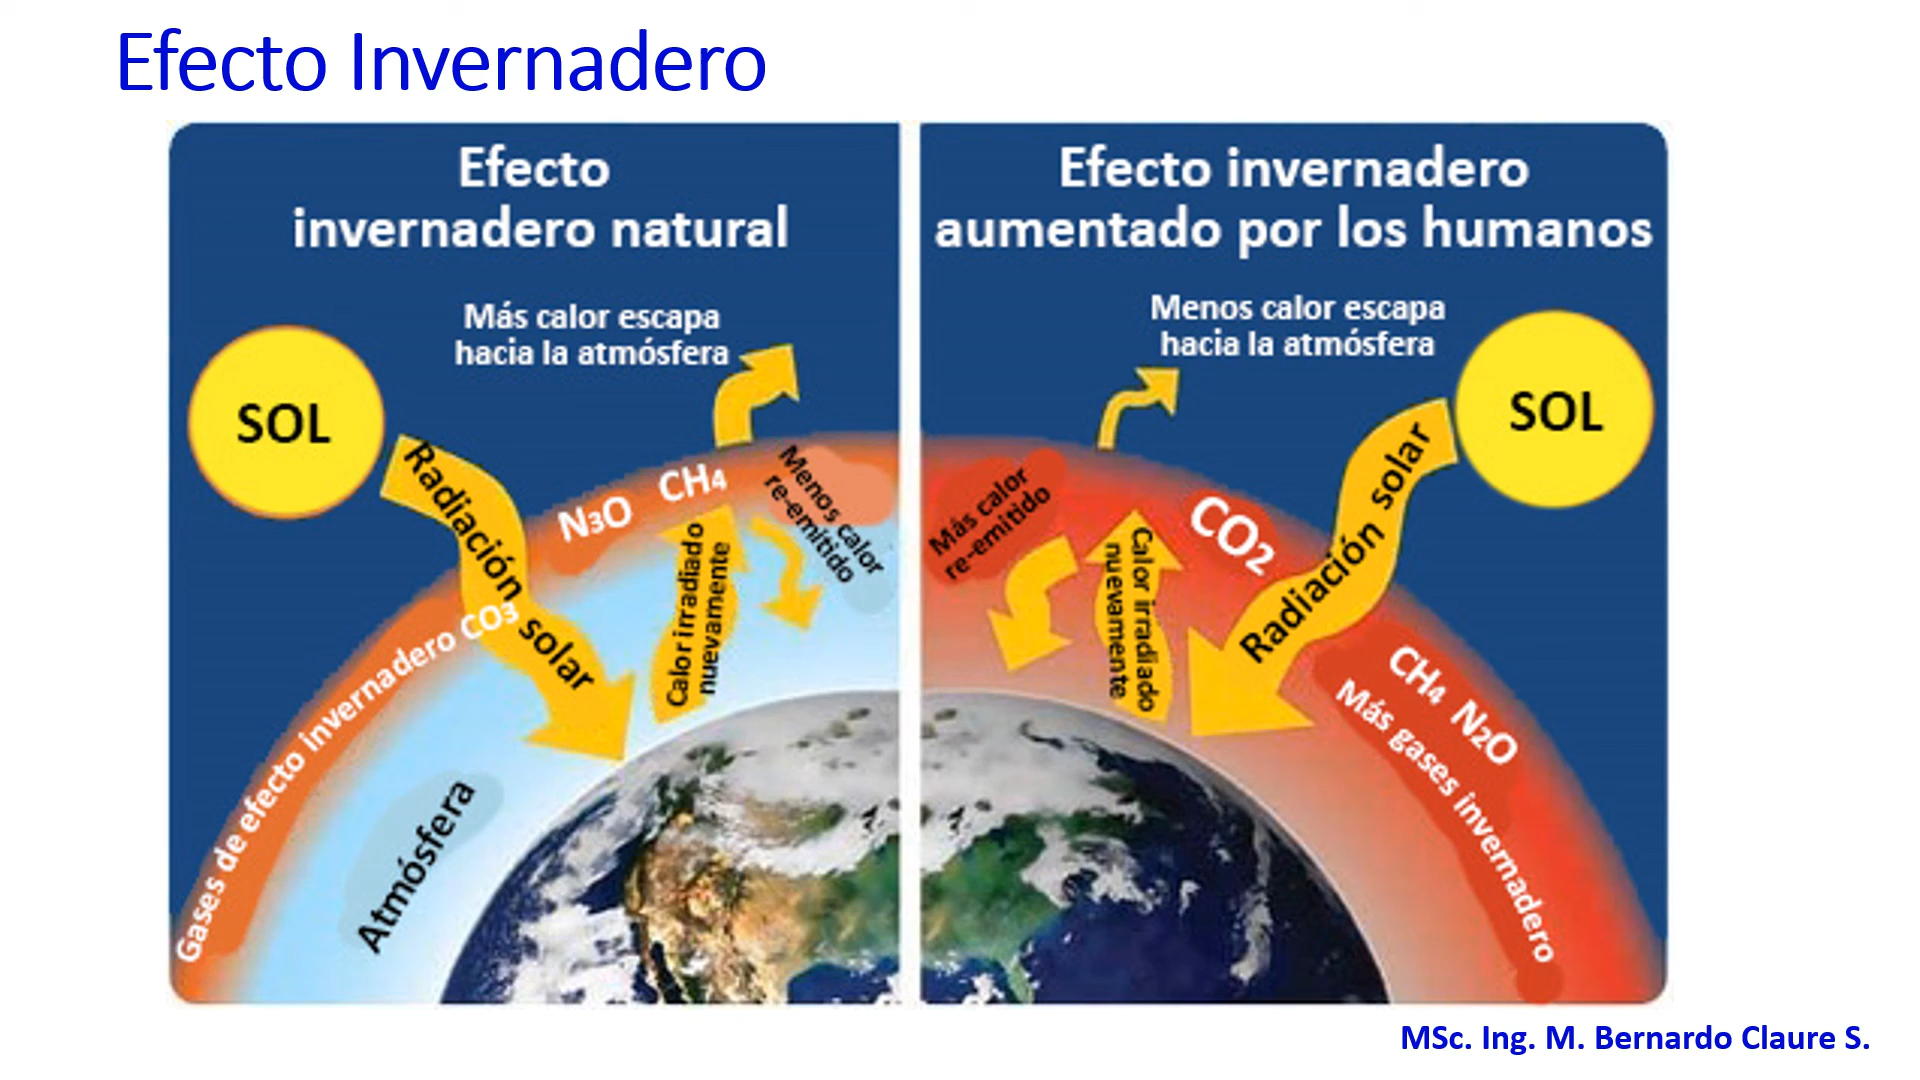 Efecto Invernadero
Efecto
invernadero natural
Más calor escapa
hacia la atmósfera
SOL
Radiación solar
N3O CH4
Menos calor
re-emitido
Calor irradiado
nuevamente
Gases de efecto invernadero CO3
Atmósfera
Efecto invernadero
aumentado por los humanos
Menos calor escapa
hacia la atmósfera
SOL
Radiación solar
Más calor
re-emitido
Calor irradiado
nuevamente
CO2
CH4 N2O
Más gases invernadero
MSc. Ing. M. Bernardo Claure S.